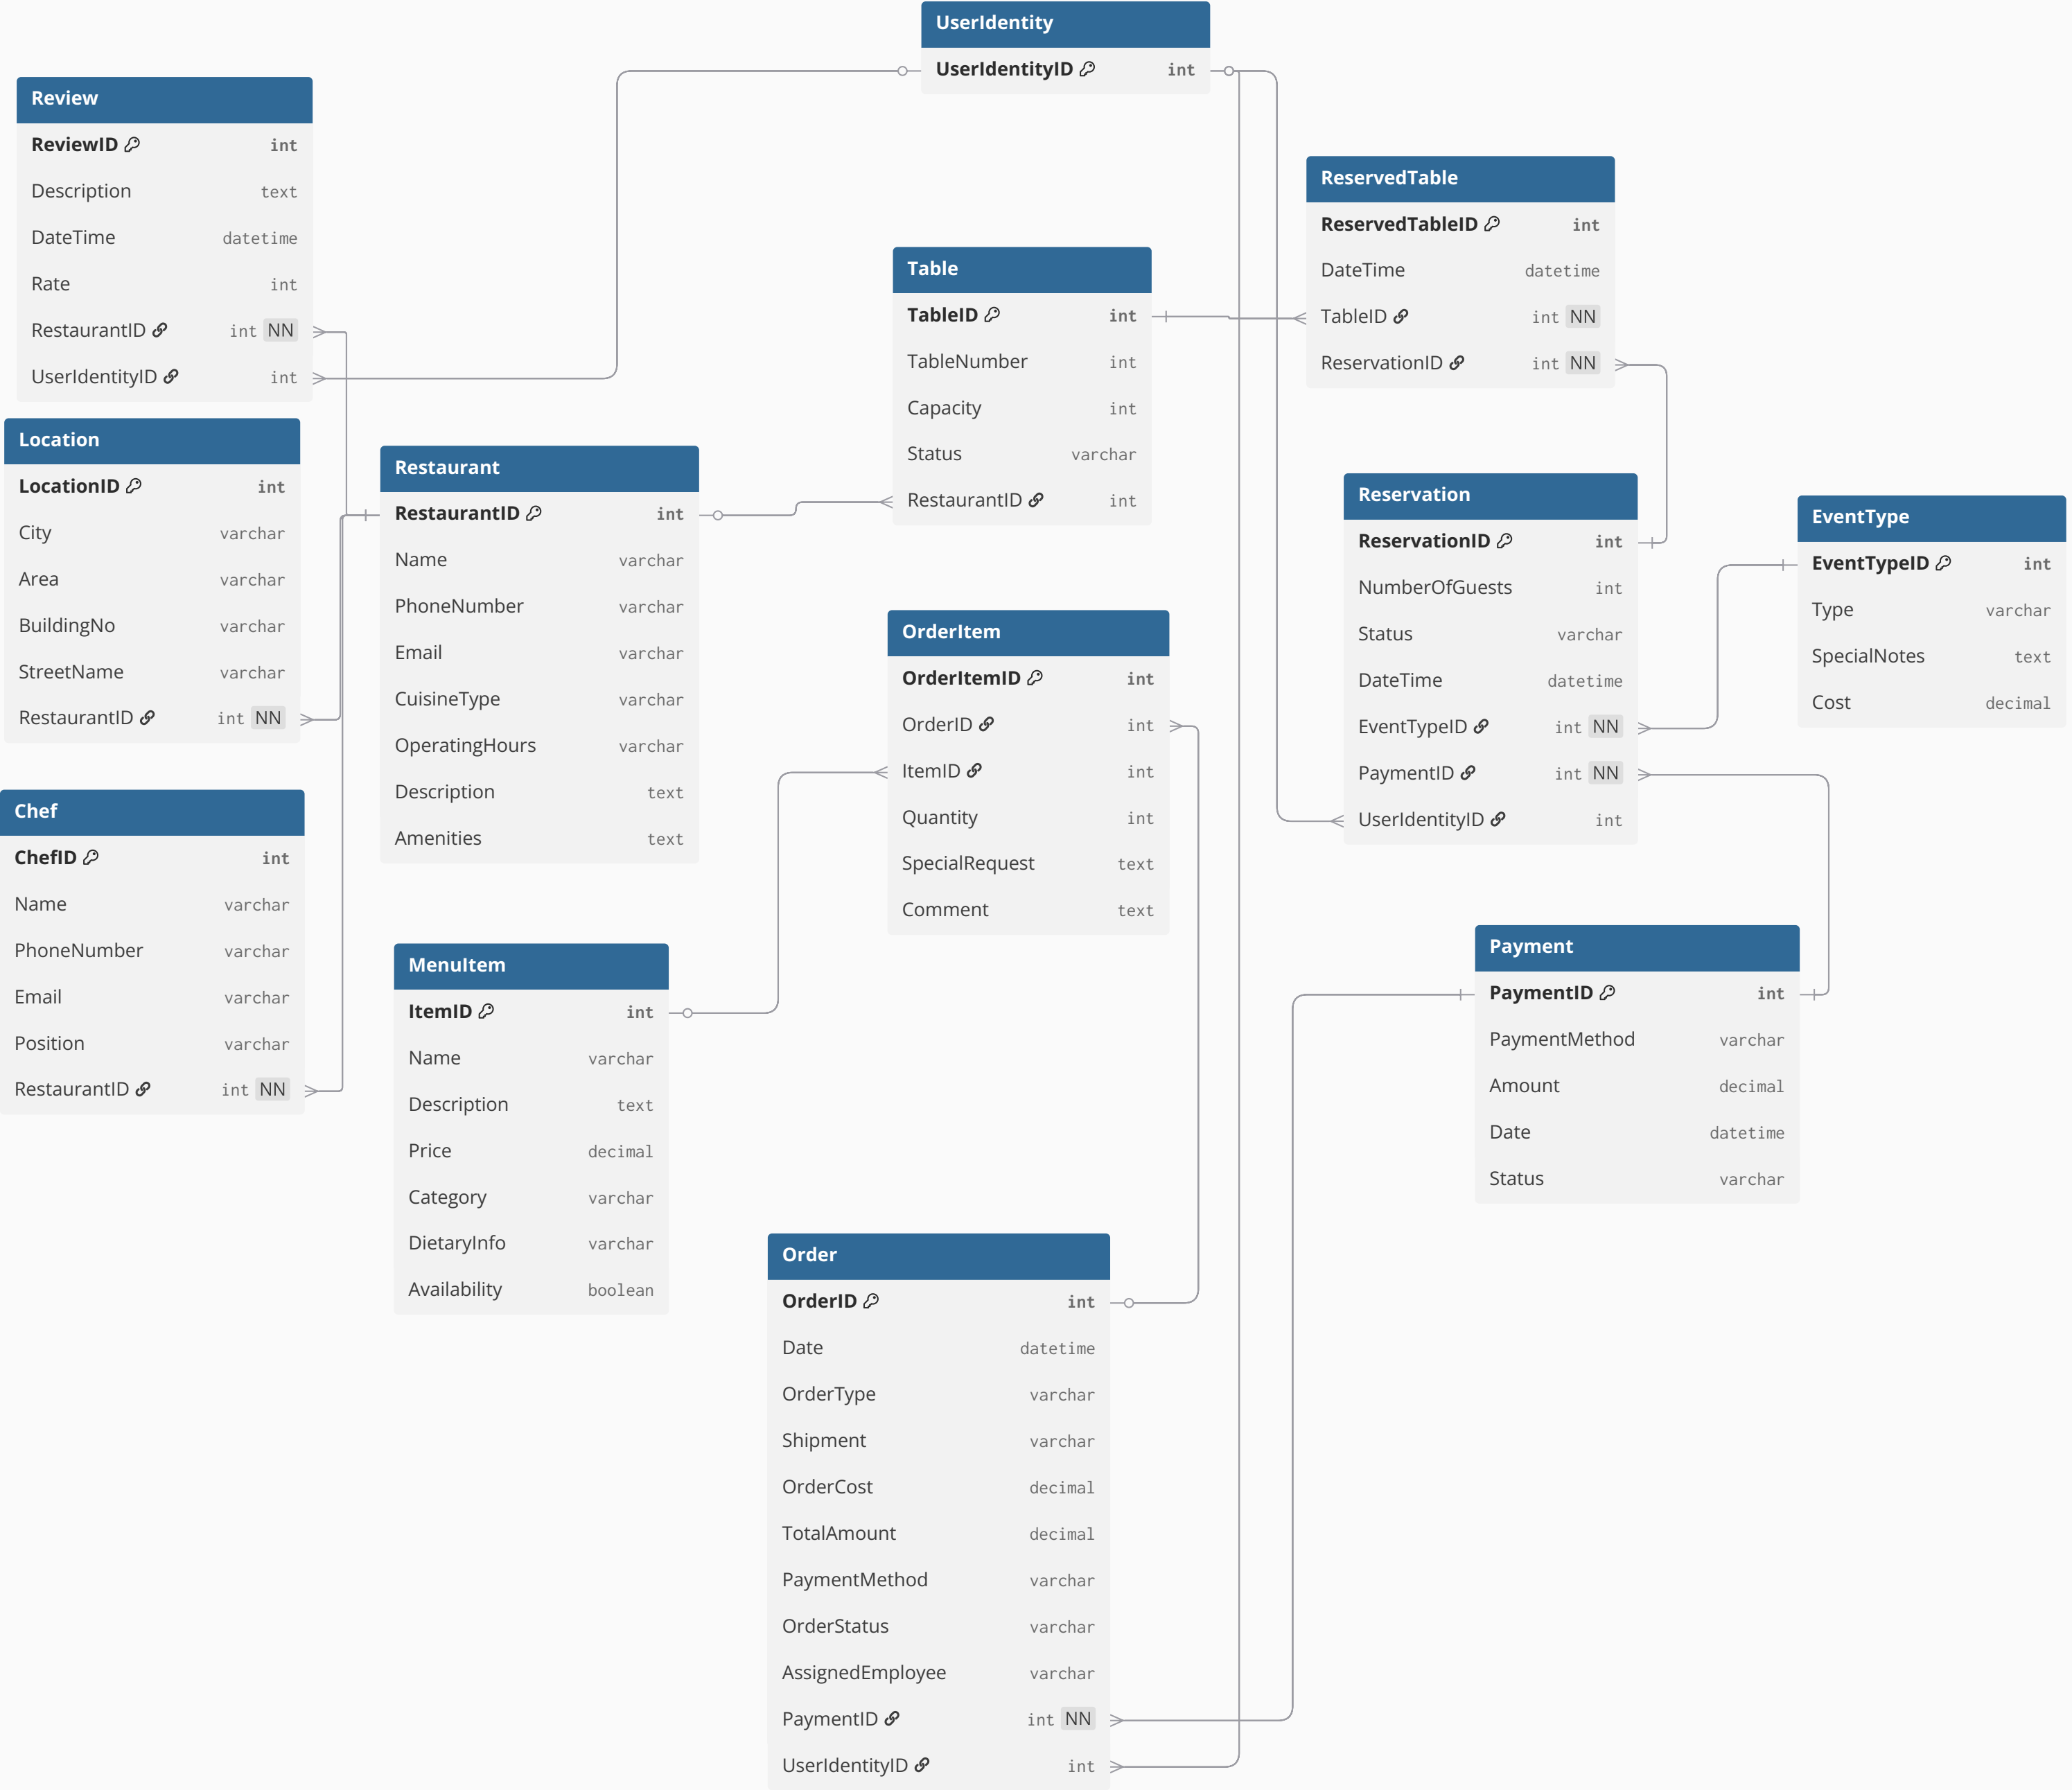 UserIdentity
UserIdentityID int
Review
ReviewID int
Description text
DateTime datetime
Rate int
RestaurantID int NN
UserIdentityID int
ReservedTable
ReservedTableID int
DateTime datetime
TableID int NN
ReservationID int NN
Table
TableID int
TableNumber int
Capacity int
Status varchar
RestaurantID int
Location
LocationID int
City varchar
Area varchar
BuildingNo varchar
StreetName varchar
RestaurantID int NN
Restaurant
RestaurantID int
Name varchar
PhoneNumber varchar
Email varchar
CuisineType varchar
OperatingHours varchar
Description text
Amenities text
Reservation
ReservationID int
NumberOfGuests int
Status varchar
DateTime datetime
EventTypeID int NN
PaymentID int NN
UserIdentityID int
EventType
EventTypeID int
Type varchar
SpecialNotes text
Cost decimal
OrderItem
OrderItemID int
OrderID int
ItemID int
Quantity int
SpecialRequest text
Comment text
Chef
ChefID int
Name varchar
PhoneNumber varchar
Email varchar
Position varchar
RestaurantID int NN
MenuItem
ItemID int
Name varchar
Description text
Price decimal
Category varchar
DietaryInfo varchar
Availability boolean
Payment
PaymentID int
PaymentMethod varchar
Amount decimal
Date datetime
Status varchar
Order
OrderID int
Date datetime
OrderType varchar
Shipment varchar
OrderCost decimal
TotalAmount decimal
PaymentMethod varchar
OrderStatus varchar
AssignedEmployee varchar
PaymentID int NN
UserIdentityID int